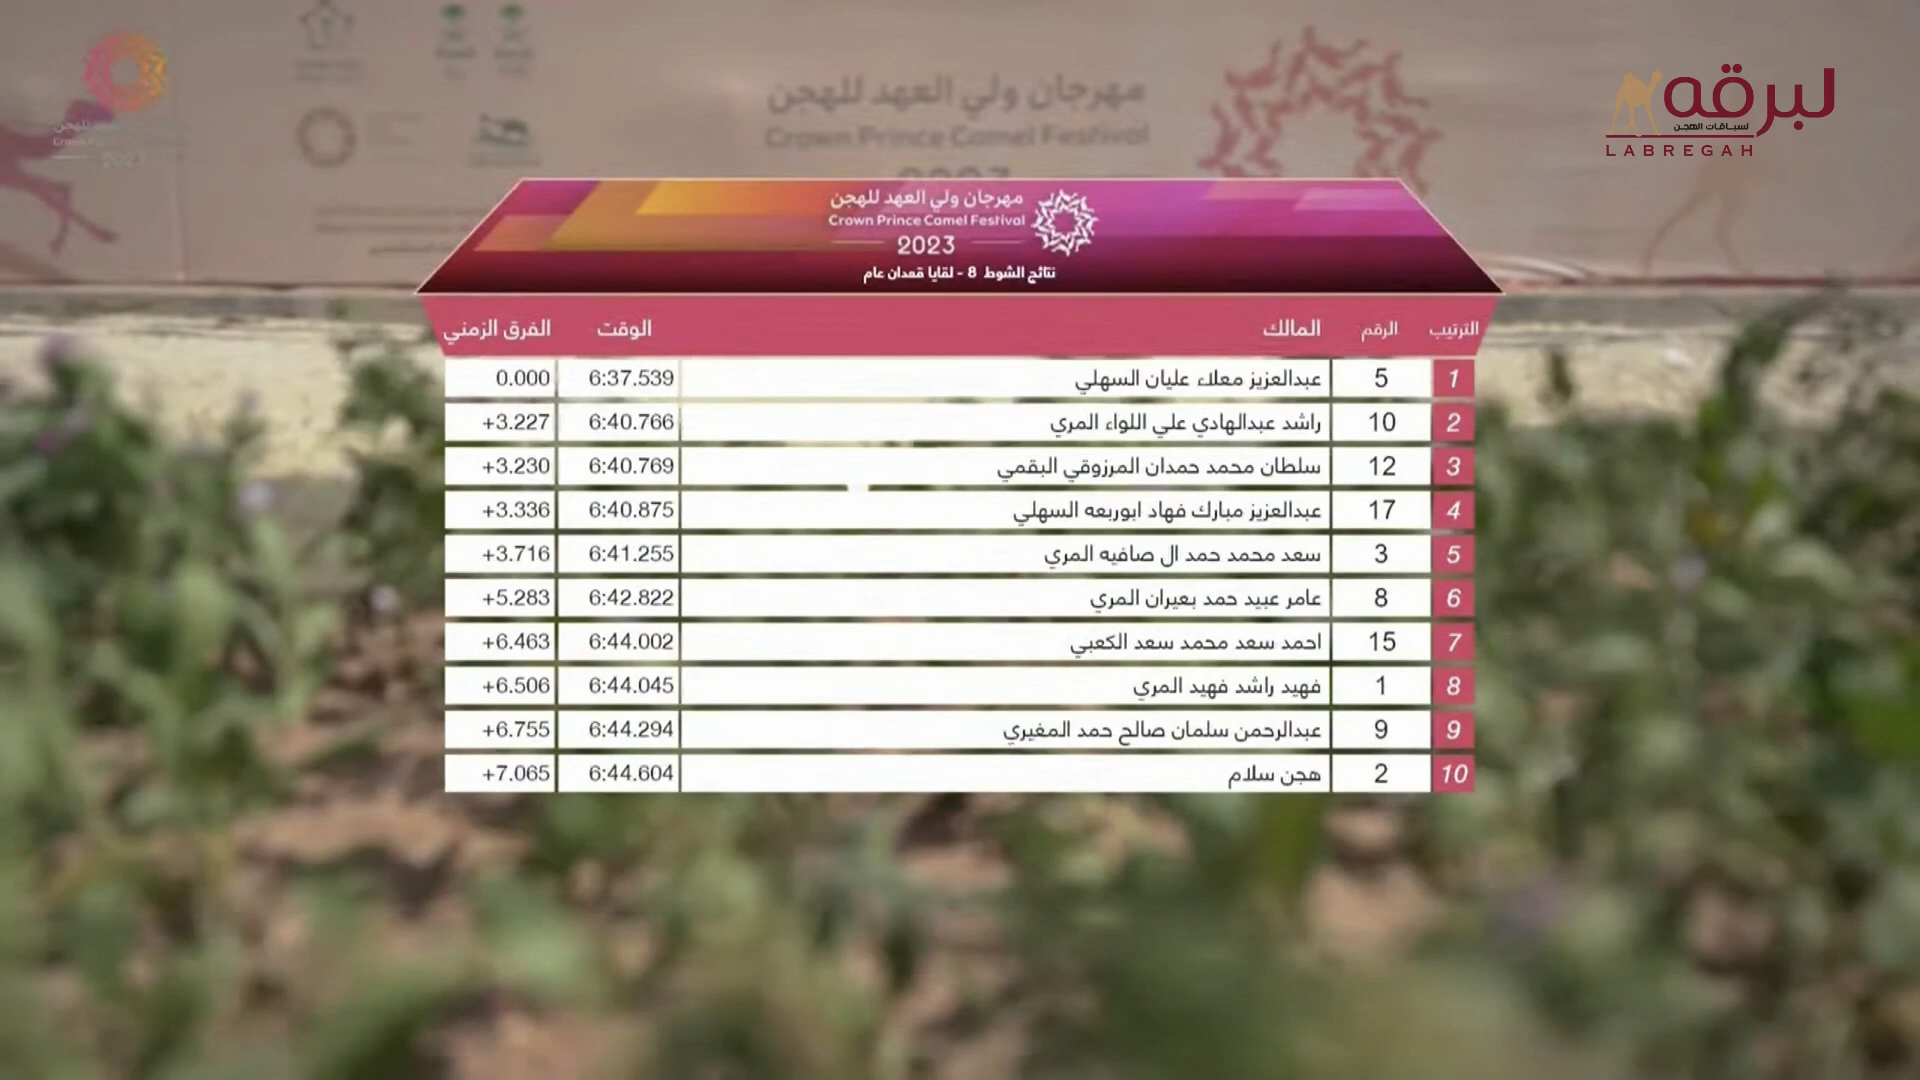 مهرجان ولي العهد للهجن
Crown Prince Camel Festival
لبرقه
لسباقات الهجن
LABREGAH
مهرجان ولي العهد للهجن
Crown Prince Camel Festival
2023
نتائج الشوط 8 - لقايا قعدان عام
الترتيب الرقم المالك الوقت الفرق الزمني
1 5 عبدالعزيز معلاء عليان السهلي 6:37.539 0.000
2 10 راشد عبدالهادي علي اللواء المري 6:40.766 +3.227
3 12 سلطان محمد حمدان المرزوقي البقمي 6:40.769 +3.230
4 17 عبدالعزيز مبارك فهاد ابوربعه السهلي 6:40.875 +3.336
5 3 سعد محمد حمد ال صافيه المري 6:41.255 +3.716
6 8 عامر عبيد حمد بعيران المري 6:42.822 +5.283
7 15 احمد سعد محمد سعد الكعبي 6:44.002 +6.463
8 1 فهيد راشد فهيد المري 6:44.045 +6.506
9 9 عبدالرحمن سلمان صالح حمد المغيري 6:44.294 +6.755
10 2 هجن سلام 6:44.604 +7.065